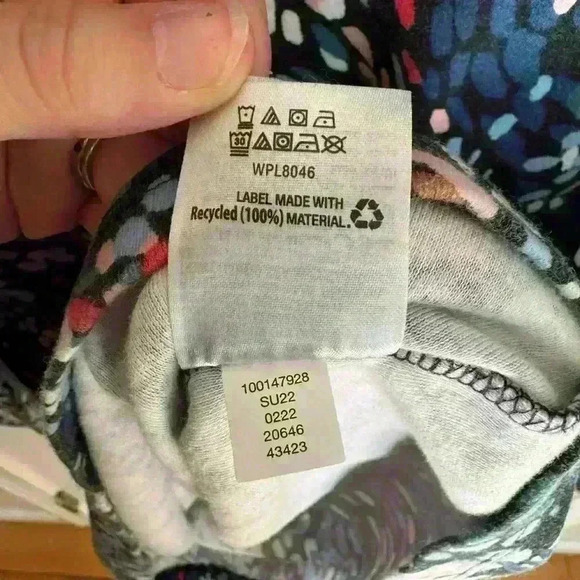 30
WPL8046
LABEL MADE WITH
Recycled (100%) MATERIAL.
100147928
SU22
0222
20646
43423